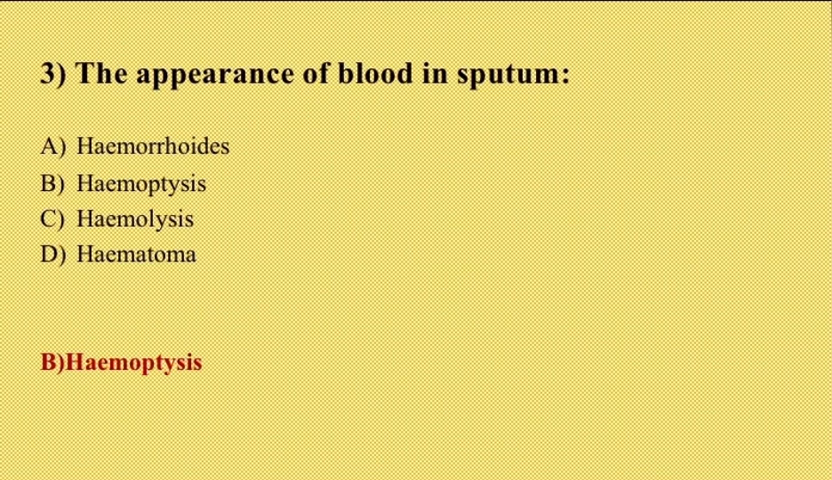 3) The appearance of blood in sputum:
A) Haemorrhoides
B) Haemoptysis
C) Haemolysis
D) Haematoma
B)Haemoptysis